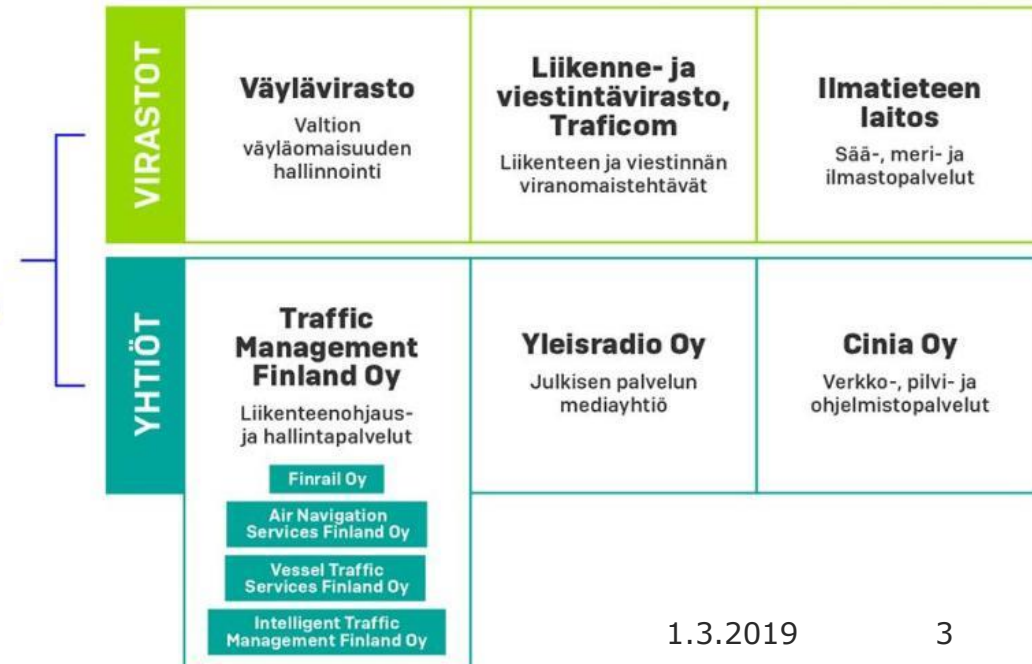 VIRASTOT
Väylävirasto
Valtion
väyläomaisuuden
hallinnointi
Liikenne- ja
viestintävirasto,
Traficom
Liikenteen ja viestinnän
viranomaistehtävät
Ilmatieteen
laitos
Sää-, meri- ja
ilmastopalvelut
YHTIÖT
Traffic
Management
Finland Oy
Liikenteenohjaus-
ja hallintapalvelut
Finrail Oy
Air Navigation
Services Finland Oy
Vessel Traffic
Services Finland Oy
Intelligent Traffic
Management Finland Oy
Yleisradio Oy
Julkisen palvelun
mediayhtiö
Cinia Oy
Verkko-, pilvi- ja
ohjelmistopalvelut
1.3.2019 3